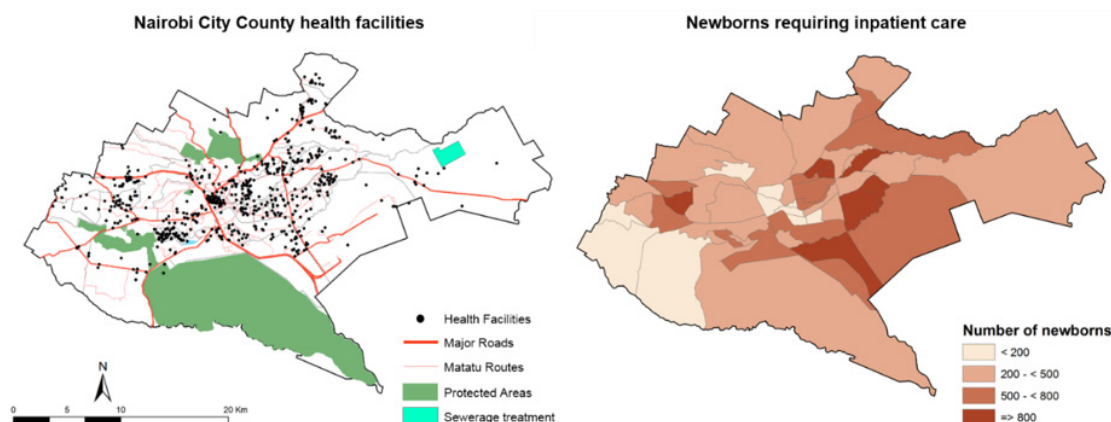 Nairobi City County health facilities
Health Facilities
Major Roads
Matatu Routes
Protected Areas
Sewerage treatment
N
0 5 10 20 Km
Newborns requiring inpatient care
Number of newborns
< 200
200 - < 500
500 - < 800
=> 800